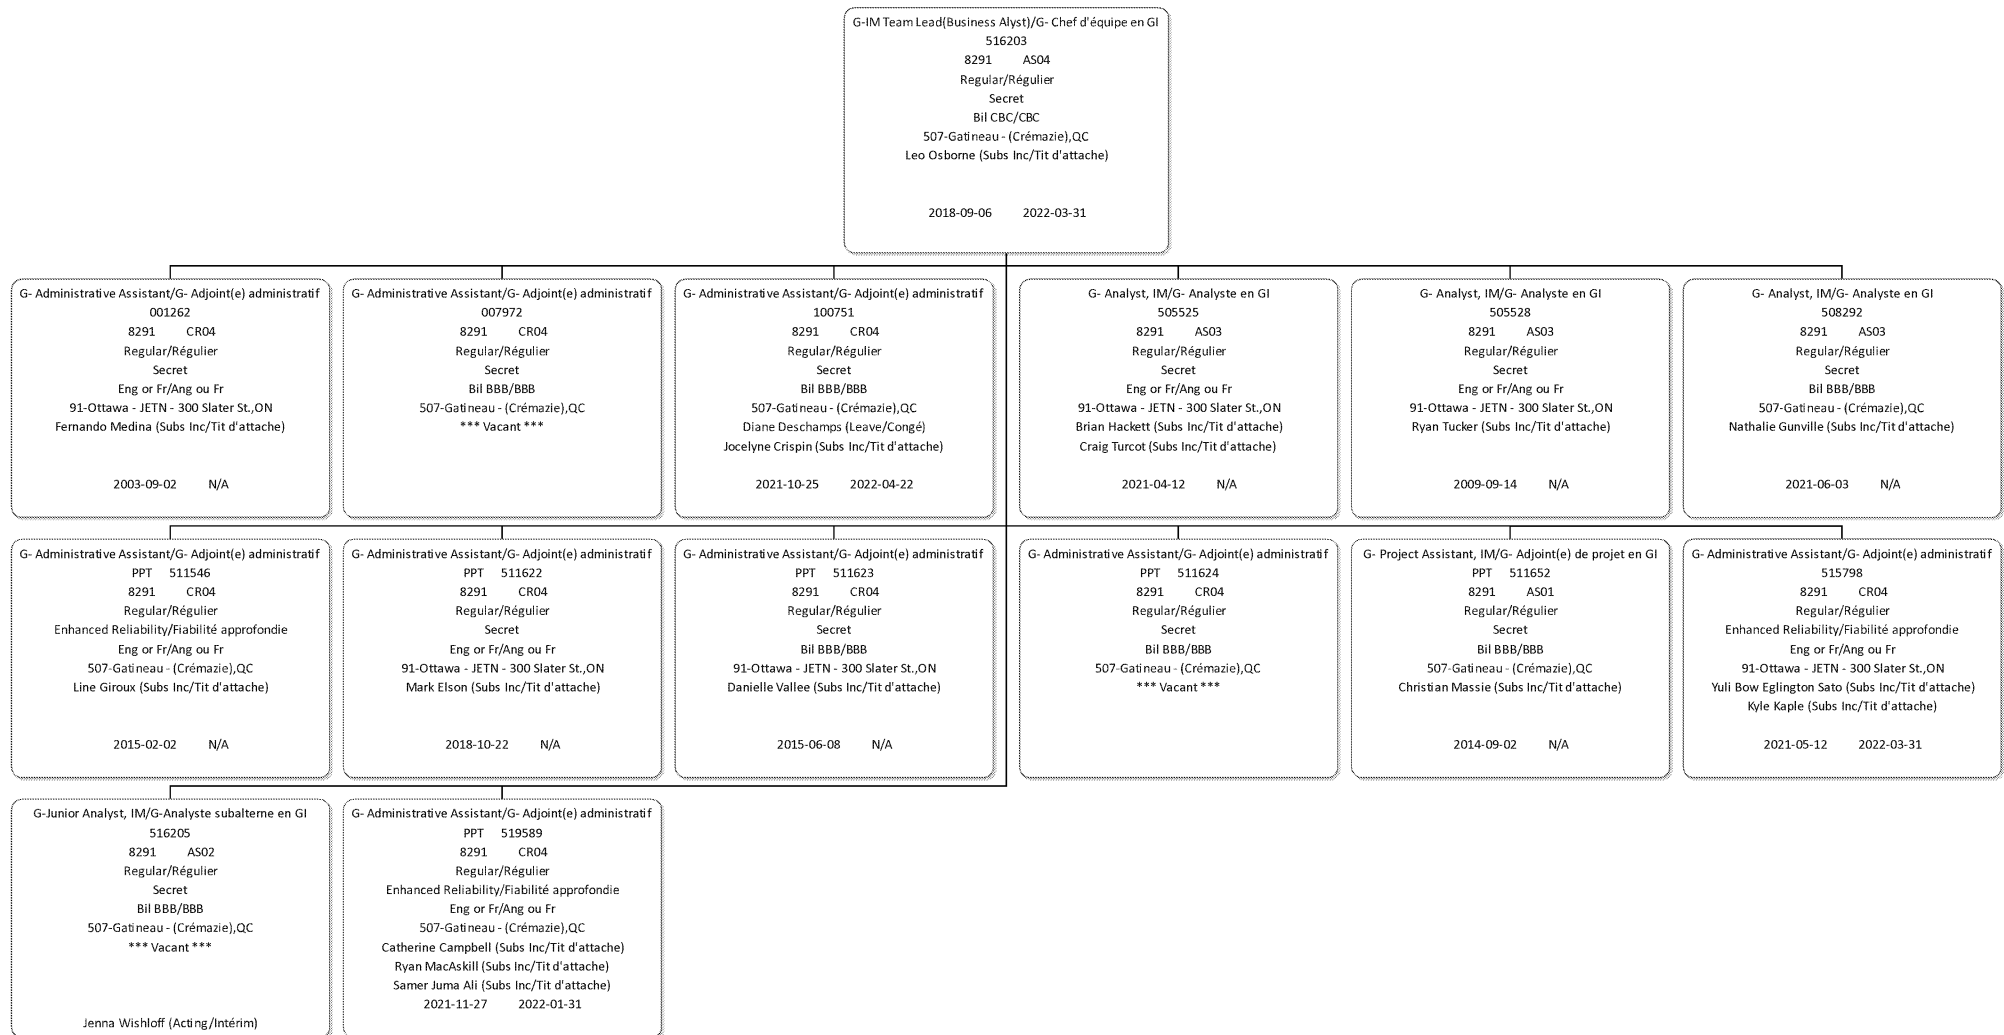 G-IM Team Lead(Business Alyst)/G- Chef d'équipe en GI
516203
8291 AS04
Regular/Régulier
Secret
Bil CBC/CBC
507-Gatineau - (Crémazie),QC
Leo Osborne (Subs Inc/Tit d'attache)
2018-09-06 2022-03-31
G- Administrative Assistant/G- Adjoint(e) administratif
001262
8291 CR04
Regular/Régulier
Secret
Eng or Fr/Ang ou Fr
91-Ottawa - JETN - 300 Slater St.,ON
Fernando Medina (Subs Inc/Tit d'attache)
2003-09-02 N/A
G- Administrative Assistant/G- Adjoint(e) administratif
007972
8291 CR04
Regular/Régulier
Secret
Bil BBB/BBB
507-Gatineau - (Crémazie),QC
*** Vacant ***
G- Administrative Assistant/G- Adjoint(e) administratif
100751
8291 CR04
Regular/Régulier
Secret
Bil BBB/BBB
507-Gatineau - (Crémazie),QC
Diane Deschamps (Leave/Congé)
Jocelyne Crispin (Subs Inc/Tit d'attache)
2021-10-25 2022-04-22
G- Analyst, IM/G- Analyste en GI
505525
8291 AS03
Regular/Régulier
Secret
Eng or Fr/Ang ou Fr
91-Ottawa - JETN - 300 Slater St.,ON
Brian Hackett (Subs Inc/Tit d'attache)
Craig Turcot (Subs Inc/Tit d'attache)
2021-04-12 N/A
G- Analyst, IM/G- Analyste en GI
505528
8291 AS03
Regular/Régulier
Secret
Eng or Fr/Ang ou Fr
91-Ottawa - JETN - 300 Slater St.,ON
Ryan Tucker (Subs Inc/Tit d'attache)
2009-09-14 N/A
G- Analyst, IM/G- Analyste en GI
508292
8291 AS03
Regular/Régulier
Secret
Bil BBB/BBB
507-Gatineau - (Crémazie),QC
Nathalie Gunville (Subs Inc/Tit d'attache)
2021-06-03 N/A
G- Administrative Assistant/G- Adjoint(e) administratif
PPT 511546
8291 CR04
Regular/Régulier
Enhanced Reliability/Fiabilité approfondie
Eng or Fr/Ang ou Fr
507-Gatineau - (Crémazie),QC
Line Giroux (Subs Inc/Tit d'attache)
2015-02-02 N/A
G- Administrative Assistant/G- Adjoint(e) administratif
PPT 511622
8291 CR04
Regular/Régulier
Secret
Eng or Fr/Ang ou Fr
91-Ottawa - JETN - 300 Slater St.,ON
Mark Elson (Subs Inc/Tit d'attache)
2018-10-22 N/A
G- Administrative Assistant/G- Adjoint(e) administratif
PPT 511623
8291 CR04
Regular/Régulier
Secret
Bil BBB/BBB
91-Ottawa - JETN - 300 Slater St.,ON
Danielle Vallee (Subs Inc/Tit d'attache)
2015-06-08 N/A
G- Administrative Assistant/G- Adjoint(e) administratif
PPT 511624
8291 CR04
Regular/Régulier
Secret
Bil BBB/BBB
507-Gatineau - (Crémazie),QC
*** Vacant ***
G- Project Assistant, IM/G- Adjoint(e) de projet en GI
PPT 511652
8291 AS01
Regular/Régulier
Secret
Bil BBB/BBB
507-Gatineau - (Crémazie),QC
Christian Massie (Subs Inc/Tit d'attache)
2014-09-02 N/A
G- Administrative Assistant/G- Adjoint(e) administratif
515798
8291 CR04
Regular/Régulier
Enhanced Reliability/Fiabilité approfondie
Eng or Fr/Ang ou Fr
91-Ottawa - JETN - 300 Slater St.,ON
Yuli Bow Eglington Sato (Subs Inc/Tit d'attache)
Kyle Kaple (Subs Inc/Tit d'attache)
2021-05-12 2022-03-31
G-Junior Analyst, IM/G-Analyste subalterne en GI
516205
8291 AS02
Regular/Régulier
Secret
Bil BBB/BBB
507-Gatineau - (Crémazie),QC
*** Vacant ***
Jenna Wishloff (Acting/Intérim)
G- Administrative Assistant/G- Adjoint(e) administratif
PPT 519589
8291 CR04
Regular/Régulier
Enhanced Reliability/Fiabilité approfondie
Eng or Fr/Ang ou Fr
507-Gatineau - (Crémazie),QC
Catherine Campbell (Subs Inc/Tit d'attache)
Ryan MacAskill (Subs Inc/Tit d'attache)
Samer Juma Ali (Subs Inc/Tit d'attache)
2021-11-27 2022-01-31